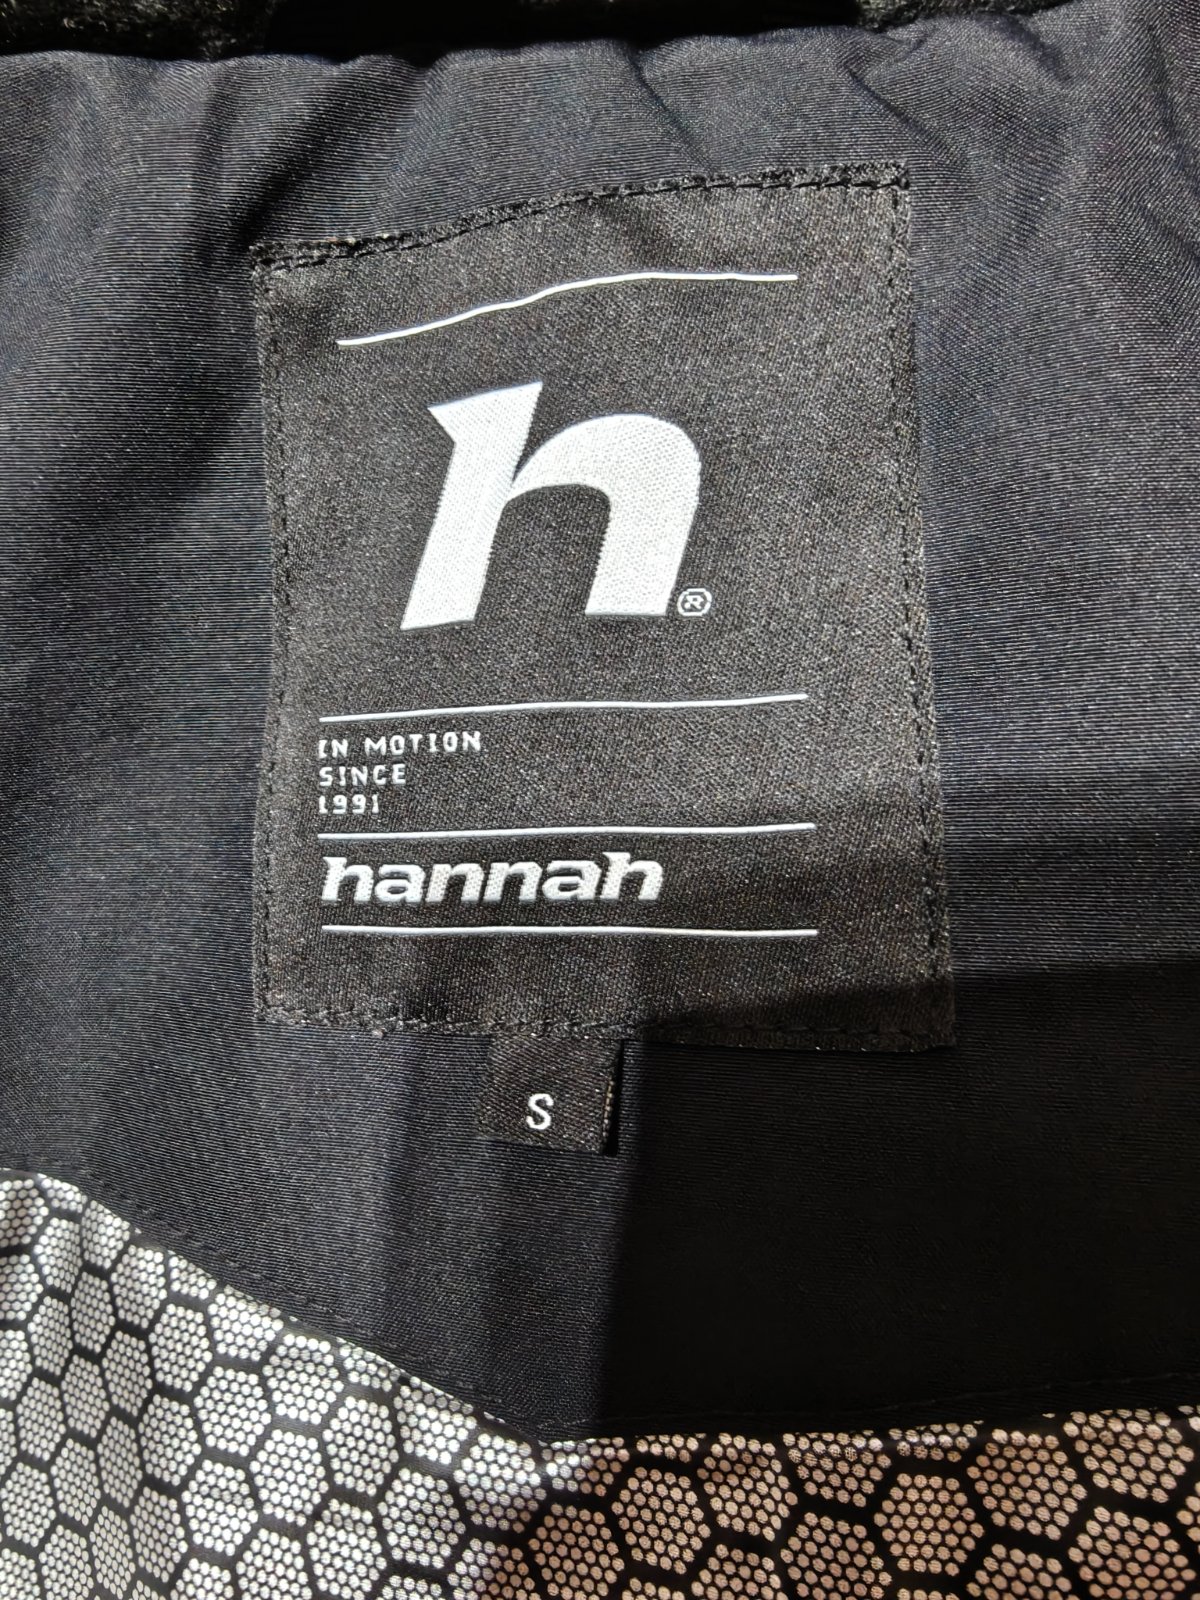 h®
IN MOTION
SINCE
1991
hannah
S